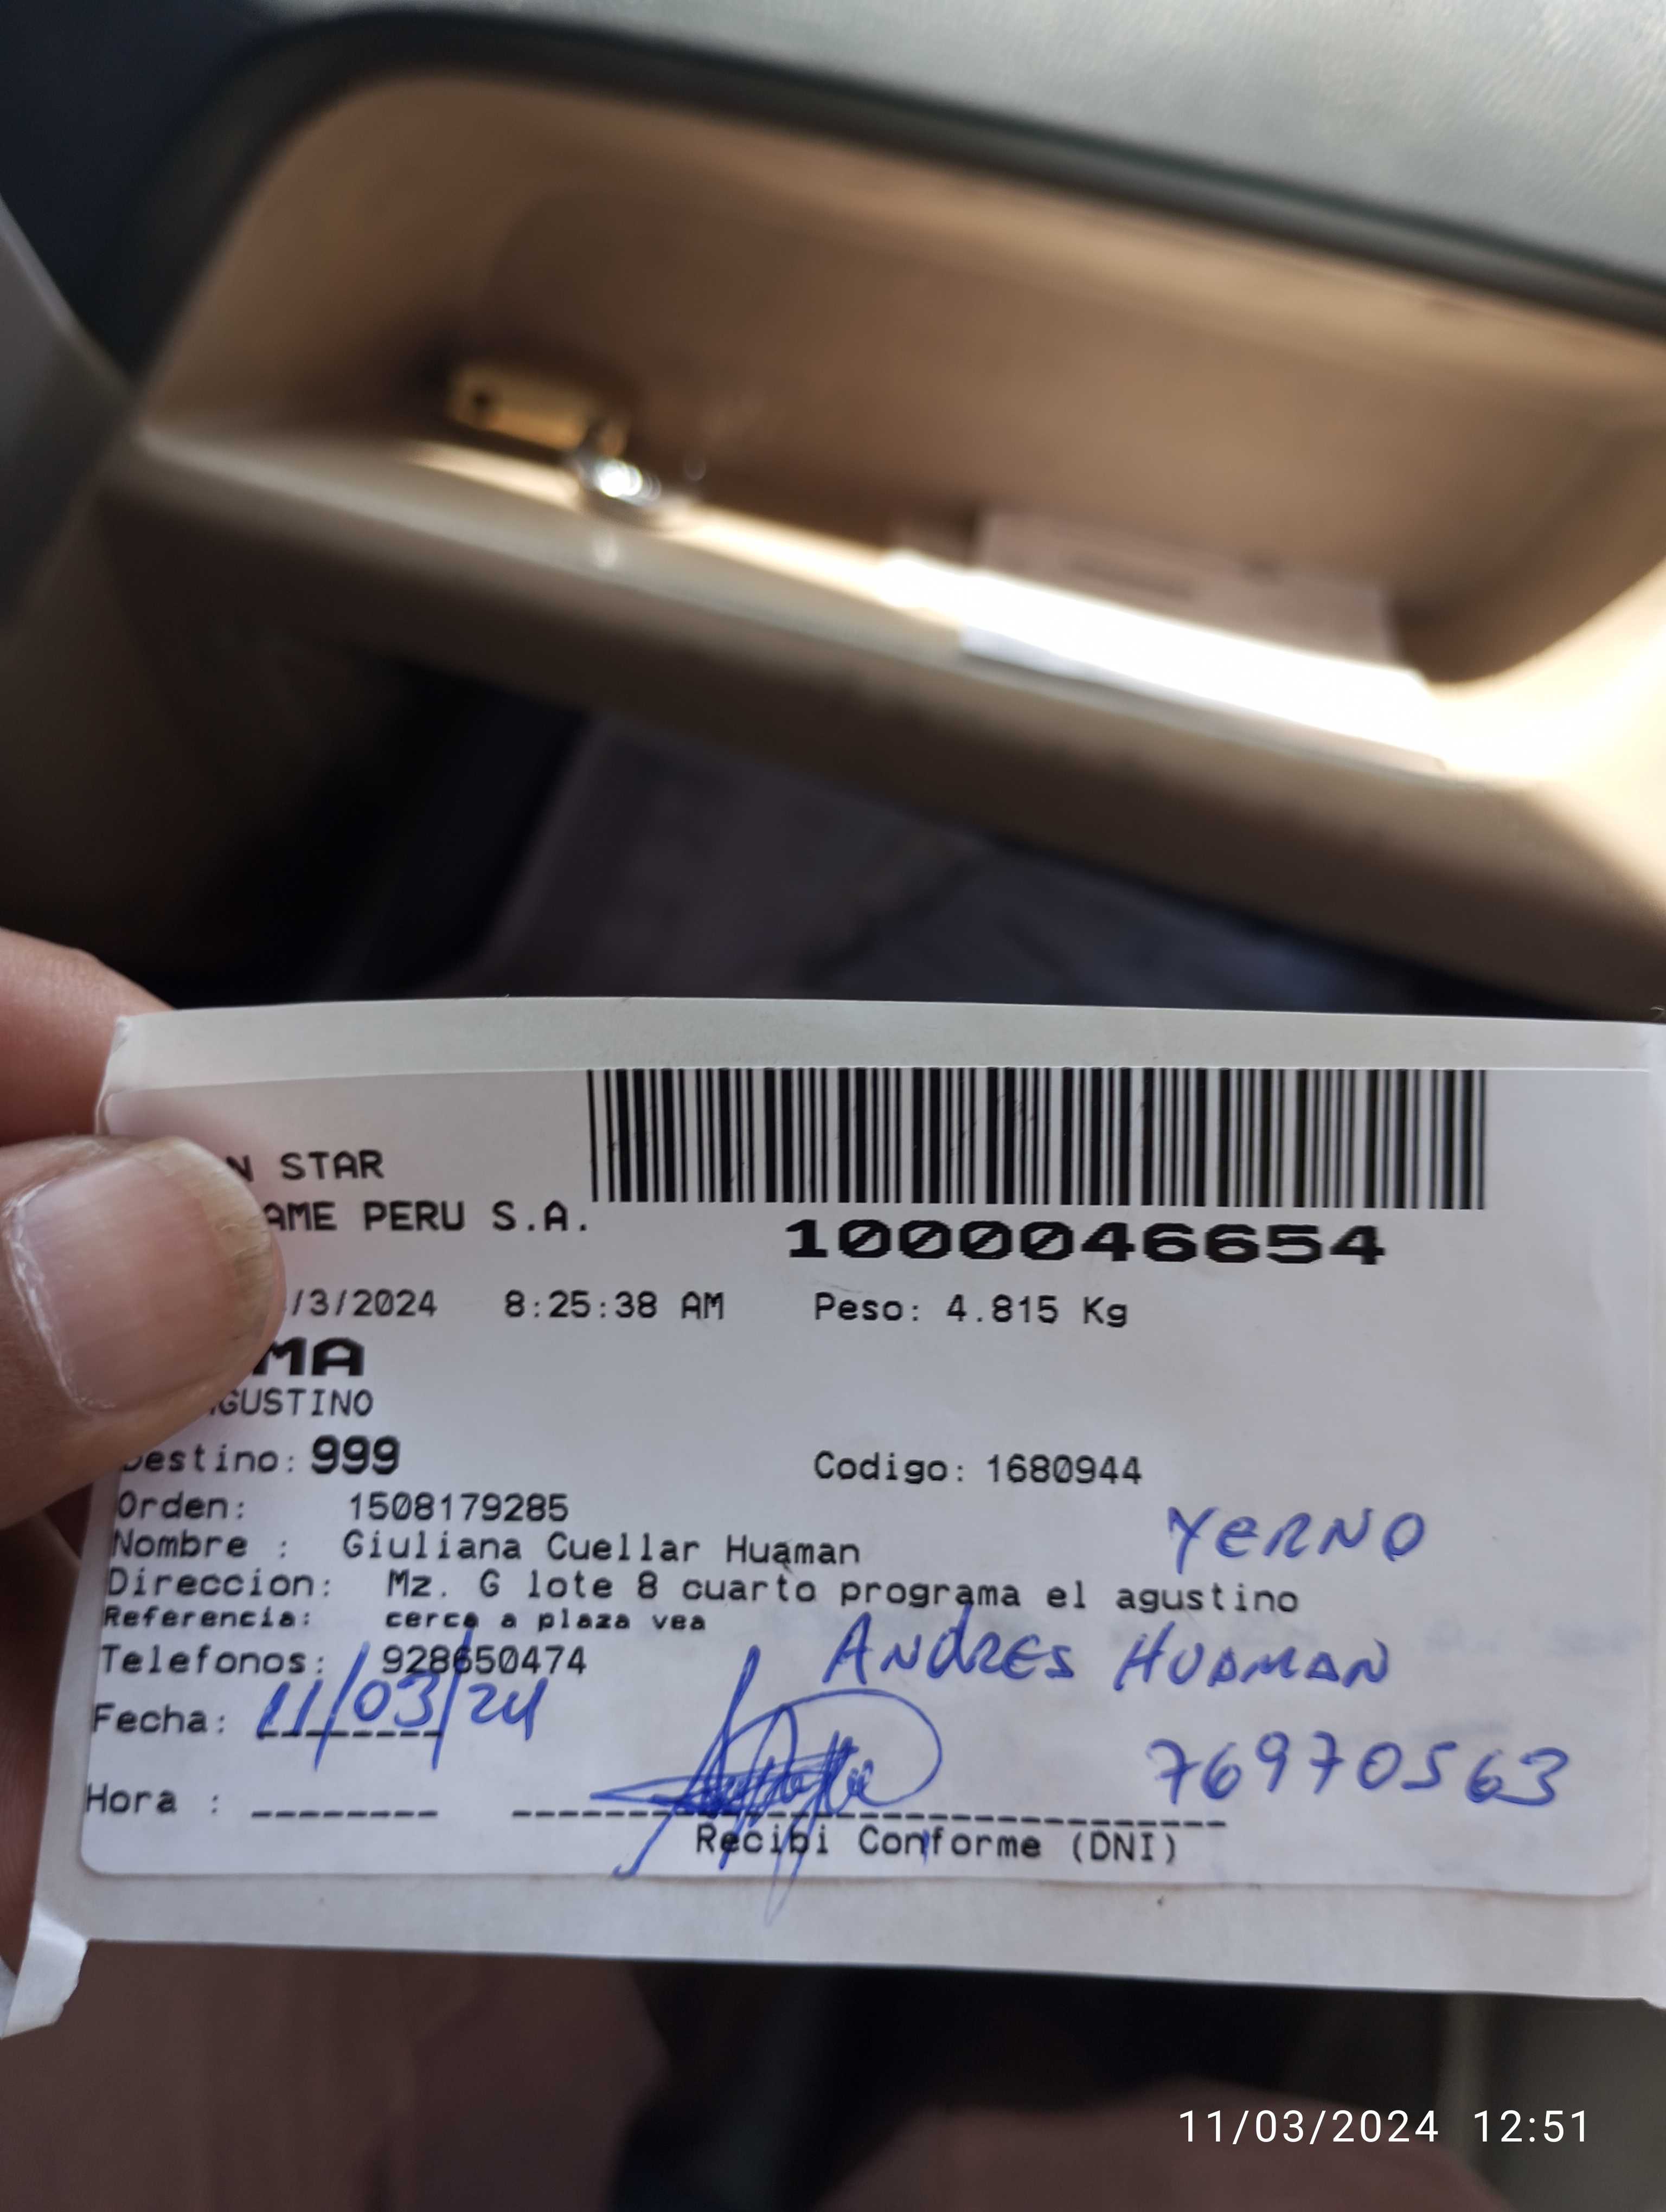 N STAR
AME PERU S.A.
1000046654
/3/2024 8:25:38 AM Peso: 4.815 Kg
MA
GUSTINO
Destino: 999 Codigo: 1680944
Orden: 1508179285
YERNO
Nombre : Giuliana Cuellar Huaman
Direccion: Mz. G lote 8 cuarto programa el agustino
Referencia: cerca a plaza vea
Telefonos: 928650474
ANDRES HUAMAN
Fecha: 11/03/24
76970563
Hora :
Recibi Conforme (DNI)
11/03/2024 12:51